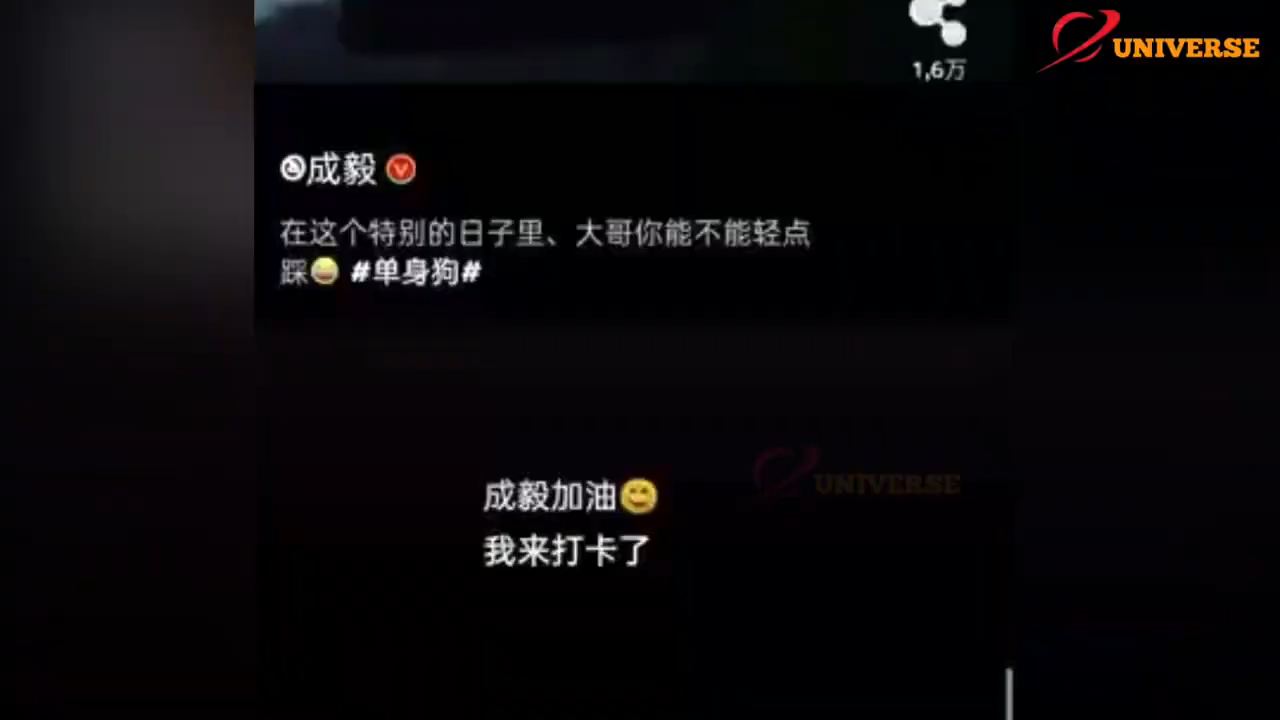 UNIVERSE
1,6万
@成毅
在这个特别的日子里、大哥你能不能轻点
踩😄 #单身狗#
UNIVERSE
成毅加油😄
我来打卡了